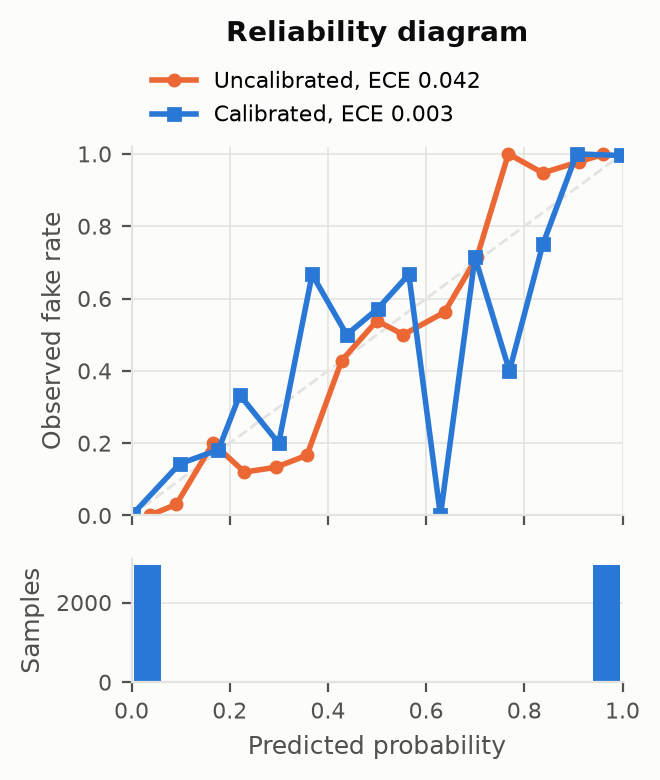 Reliability diagram
Uncalibrated, ECE 0.042
Calibrated, ECE 0.003
1.0
0.8
0.6
0.4
0.2
0.0
Observed fake rate
2000
0
Samples
0.0 0.2 0.4 0.6 0.8 1.0
Predicted probability